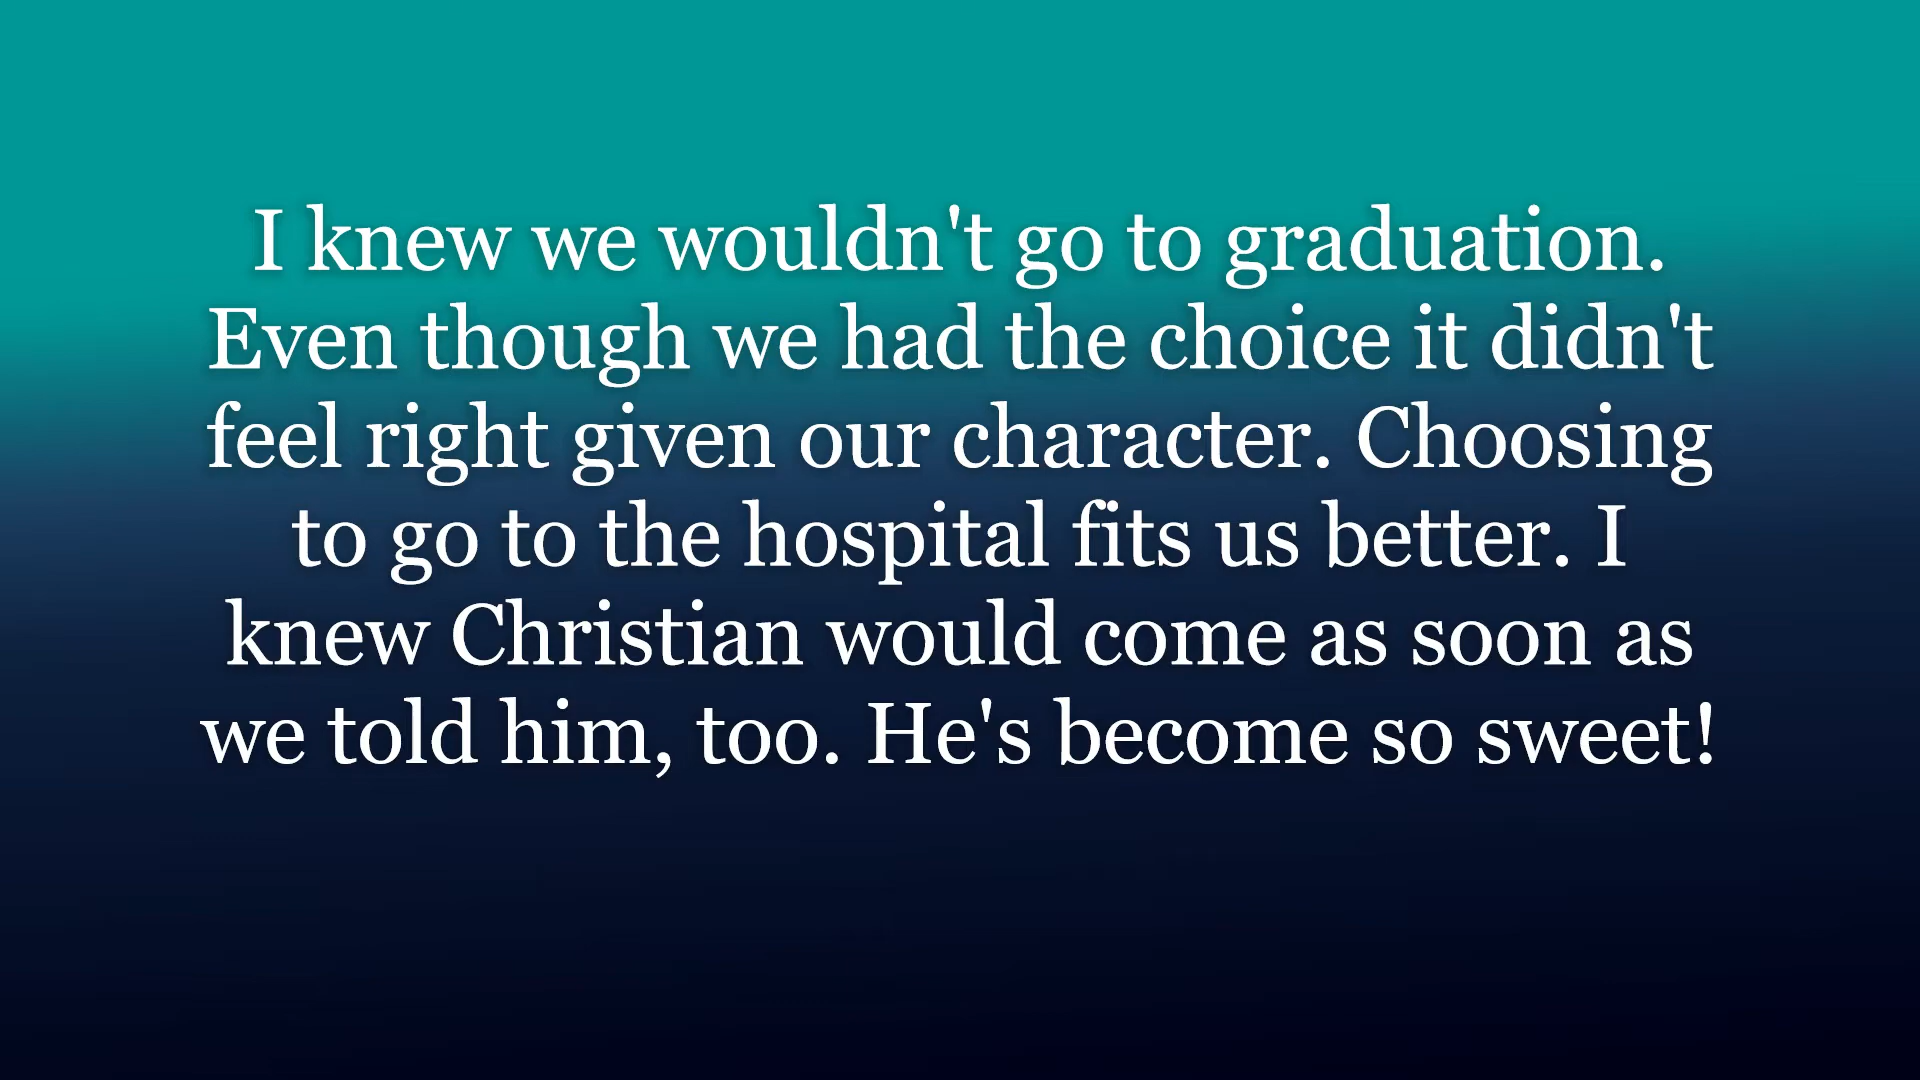 I knew we wouldn't go to graduation.
Even though we had the choice it didn't
feel right given our character. Choosing
to go to the hospital fits us better. I
knew Christian would come as soon as
we told him, too. He's become so sweet!